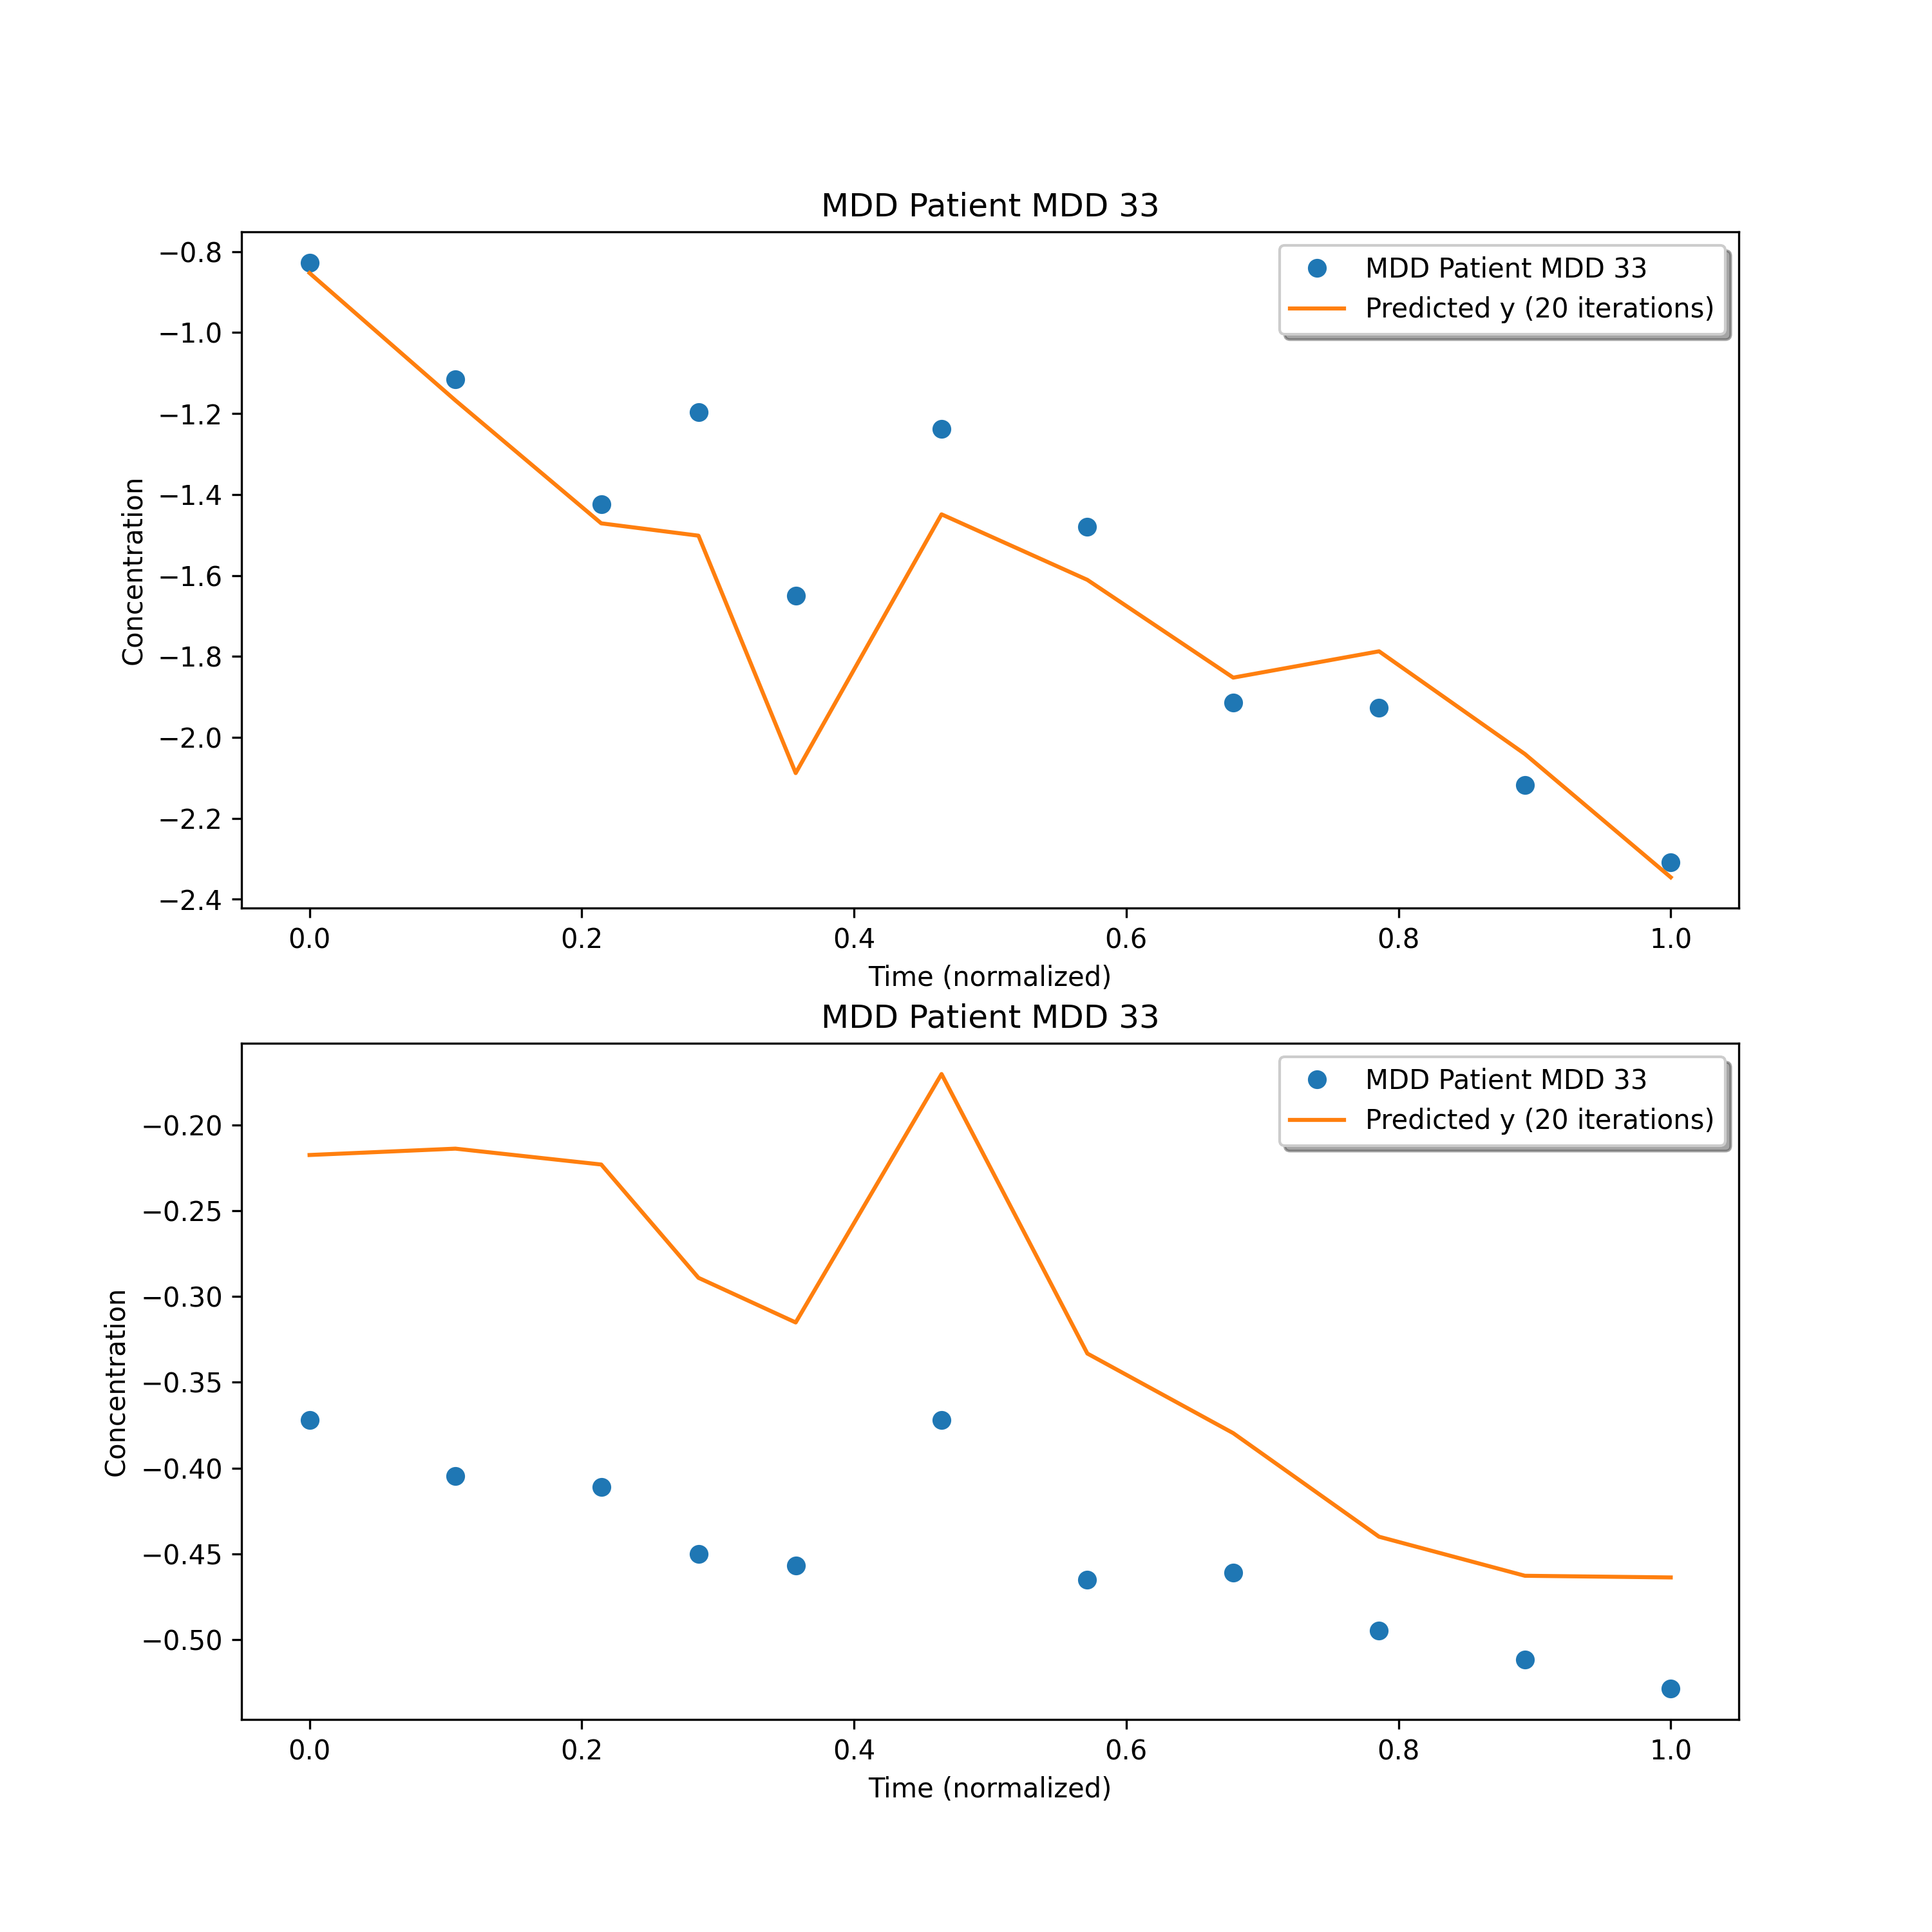 MDD Patient MDD 33
MDD Patient MDD 33
Predicted y (20 iterations)
−0.8
−1.0
−1.2
−1.4
−1.6
−1.8
−2.0
−2.2
−2.4
Concentration
0.0 0.2 0.4 0.6 0.8 1.0
Time (normalized)
MDD Patient MDD 33
MDD Patient MDD 33
Predicted y (20 iterations)
−0.20
−0.25
−0.30
−0.35
−0.40
−0.45
−0.50
Concentration
0.0 0.2 0.4 0.6 0.8 1.0
Time (normalized)